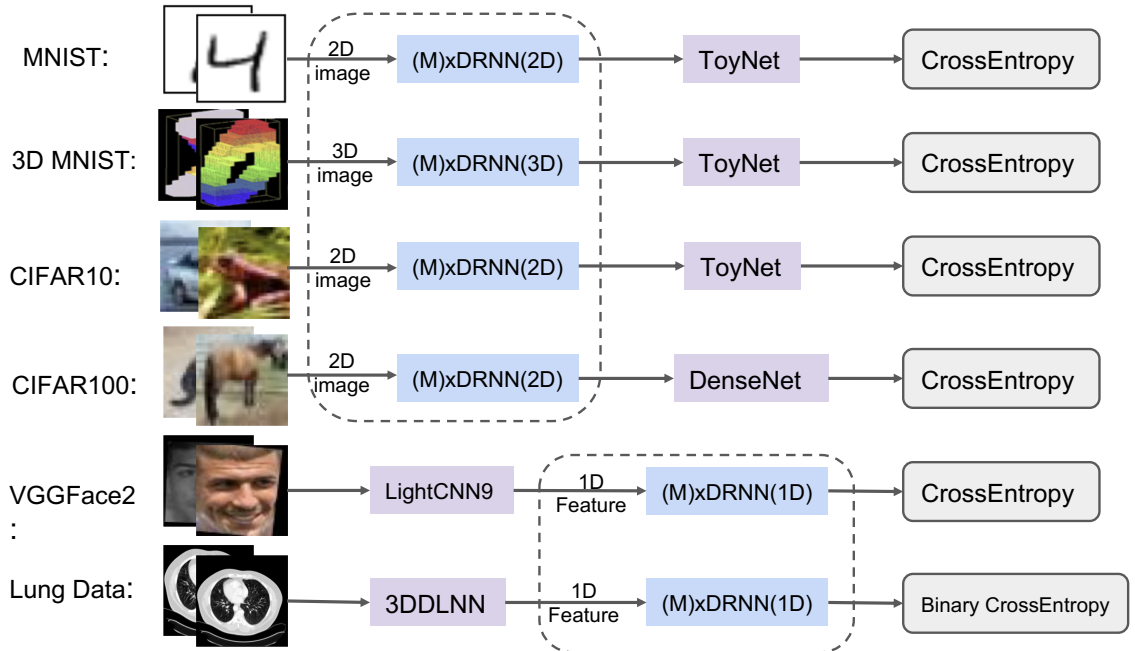 MNIST:
2D
image
(M)xDRNN(2D)
ToyNet
CrossEntropy
3D MNIST:
3D
image
(M)xDRNN(3D)
ToyNet
CrossEntropy
CIFAR10:
2D
image
(M)xDRNN(2D)
ToyNet
CrossEntropy
CIFAR100:
2D
image
(M)xDRNN(2D)
DenseNet
CrossEntropy
VGGFace2
:
LightCNN9
1D
Feature
(M)xDRNN(1D)
CrossEntropy
Lung Data:
3DDLNN
1D
Feature
(M)xDRNN(1D)
Binary CrossEntropy